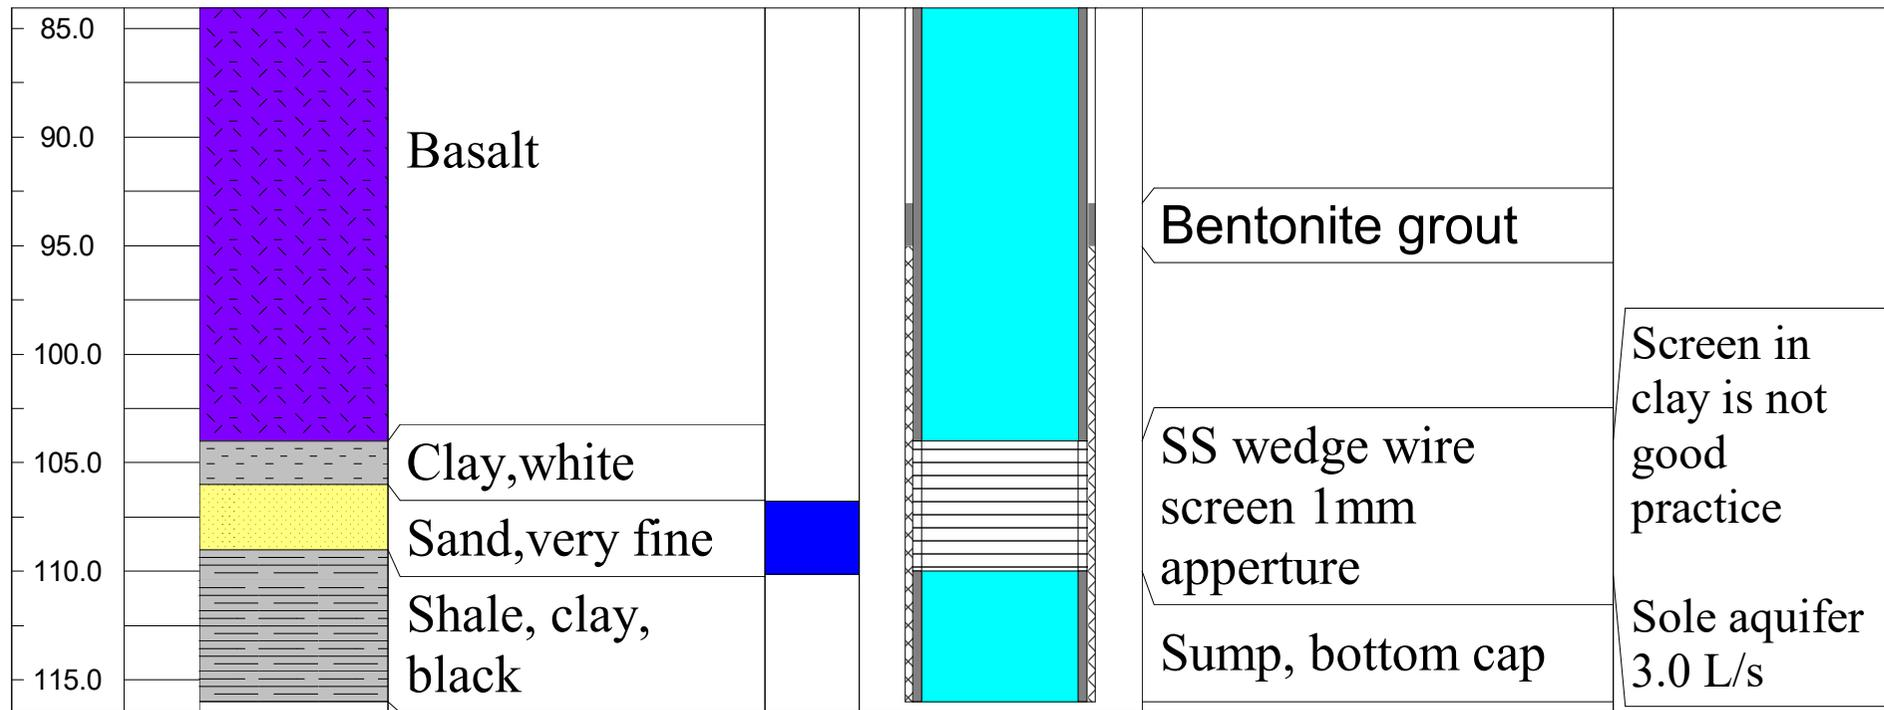 85.0
90.0
95.0
100.0
105.0
110.0
115.0
Basalt
Clay,white
Sand,very fine
Shale, clay,
black
Bentonite grout
SS wedge wire
screen 1mm
apperture
Sump, bottom cap
Screen in
clay is not
good
practice
Sole aquifer
3.0 L/s